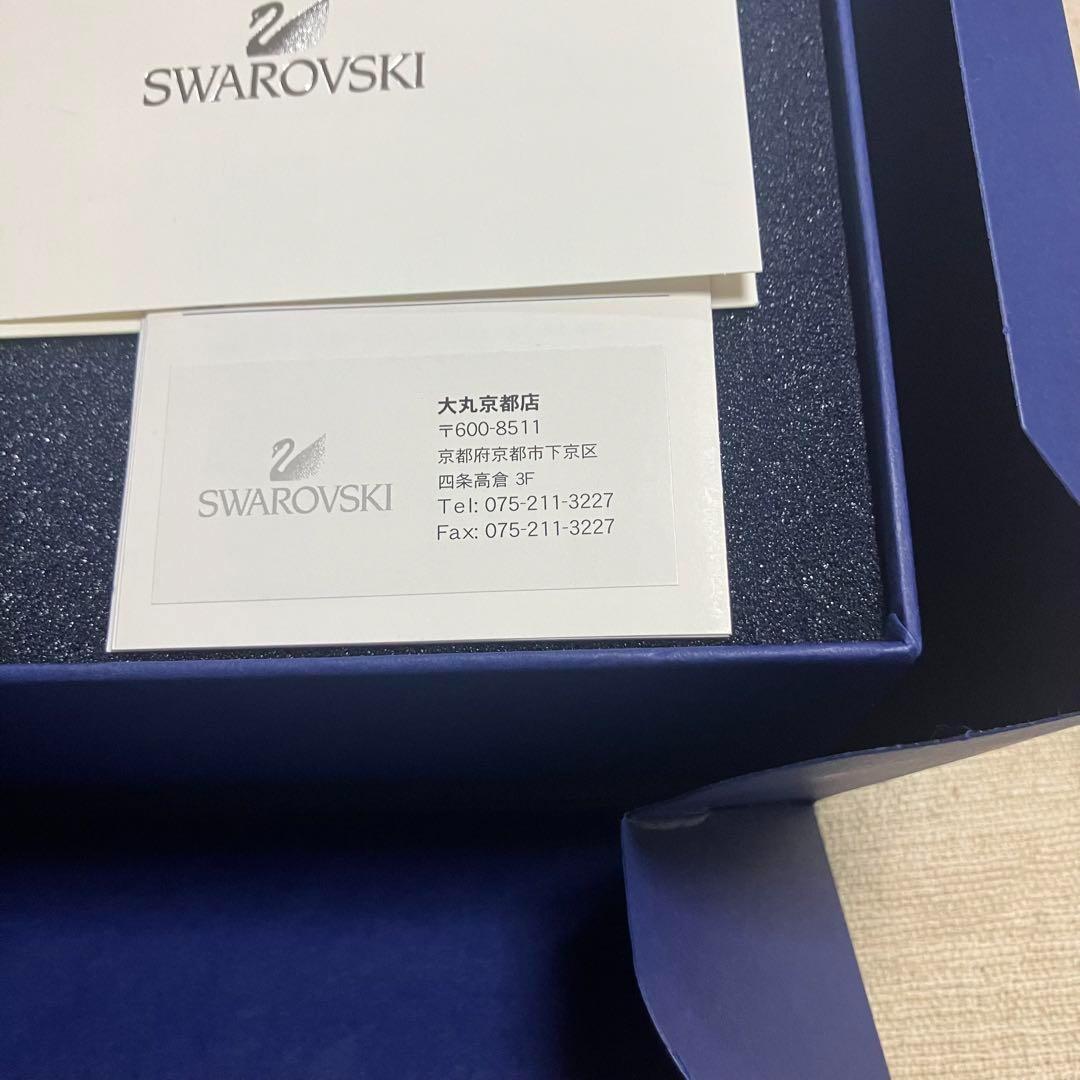 SWAROVSKI
SWAROVSKI
大丸京都店
〒600-8511
京都府京都市下京区
四条高倉 3F
Tel: 075-211-3227
Fax: 075-211-3227